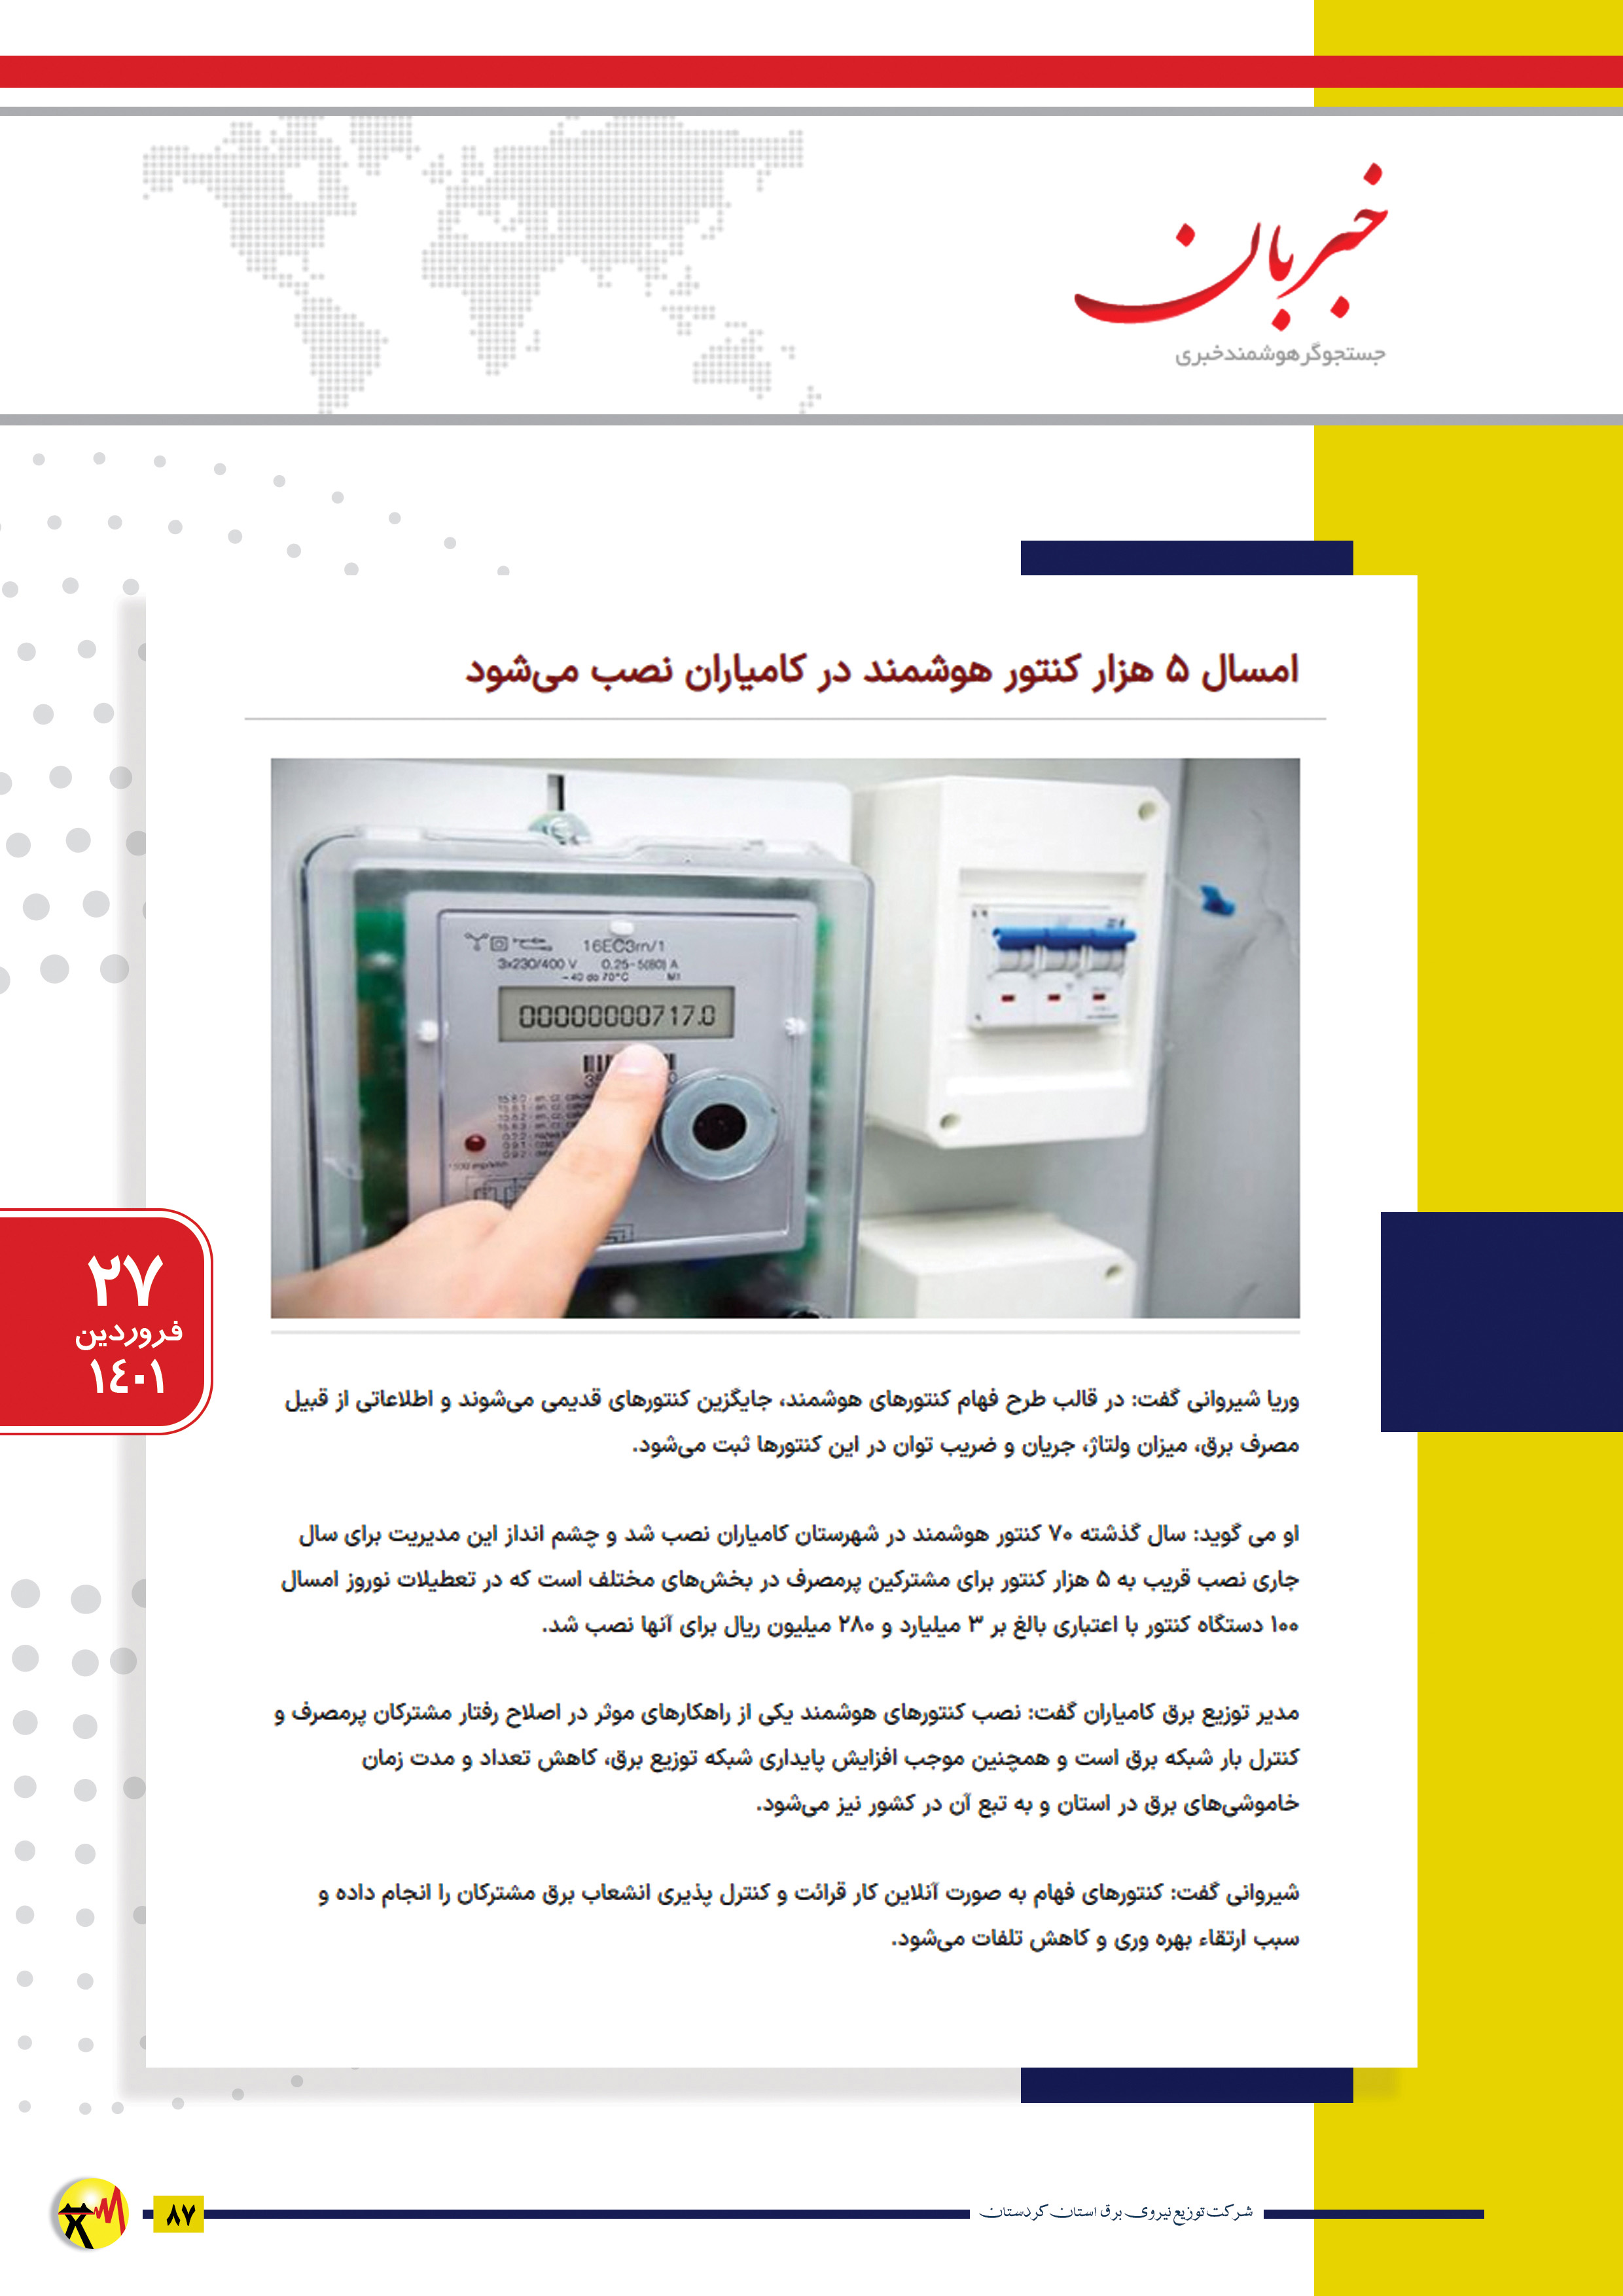 خبربان
جستجوگر هوشمند خبری
امسال ۵ هزار کنتور هوشمند در کامیاران نصب می‌شود
16EC3rn/1
3x230/400 V 0.25-5(80) A
-40 do 70°C M1
00000000717.0
وریا شیروانی گفت: در قالب طرح فهام کنتورهای هوشمند، جایگزین کنتورهای قدیمی می‌شوند و اطلاعاتی از قبیل
مصرف برق، میزان ولتاژ، جریان و ضریب توان در این کنتورها ثبت می‌شود.
او می گوید: سال گذشته ۷۰ کنتور هوشمند در شهرستان کامیاران نصب شد و چشم انداز این مدیریت برای سال
جاری نصب قریب به ۵ هزار کنتور برای مشترکین پرمصرف در بخش‌های مختلف است که در تعطیلات نوروز امسال
۱۰۰ دستگاه کنتور با اعتباری بالغ بر ۳ میلیارد و ۲۸۰ میلیون ریال برای آنها نصب شد.
مدیر توزیع برق کامیاران گفت: نصب کنتورهای هوشمند یکی از راهکارهای موثر در اصلاح رفتار مشترکان پرمصرف و
کنترل بار شبکه برق است و همچنین موجب افزایش پایداری شبکه توزیع برق، کاهش تعداد و مدت زمان
خاموشی‌های برق در استان و به تبع آن در کشور نیز می‌شود.
شیروانی گفت: کنتورهای فهام به صورت آنلاین کار قرائت و کنترل پذیری انشعاب برق مشترکان را انجام داده و
سبب ارتقاء بهره وری و کاهش تلفات می‌شود.
۲۷
فروردین
۱٤۰۱
شرکت توزیع نیروی برق استان کردستان
۸۷